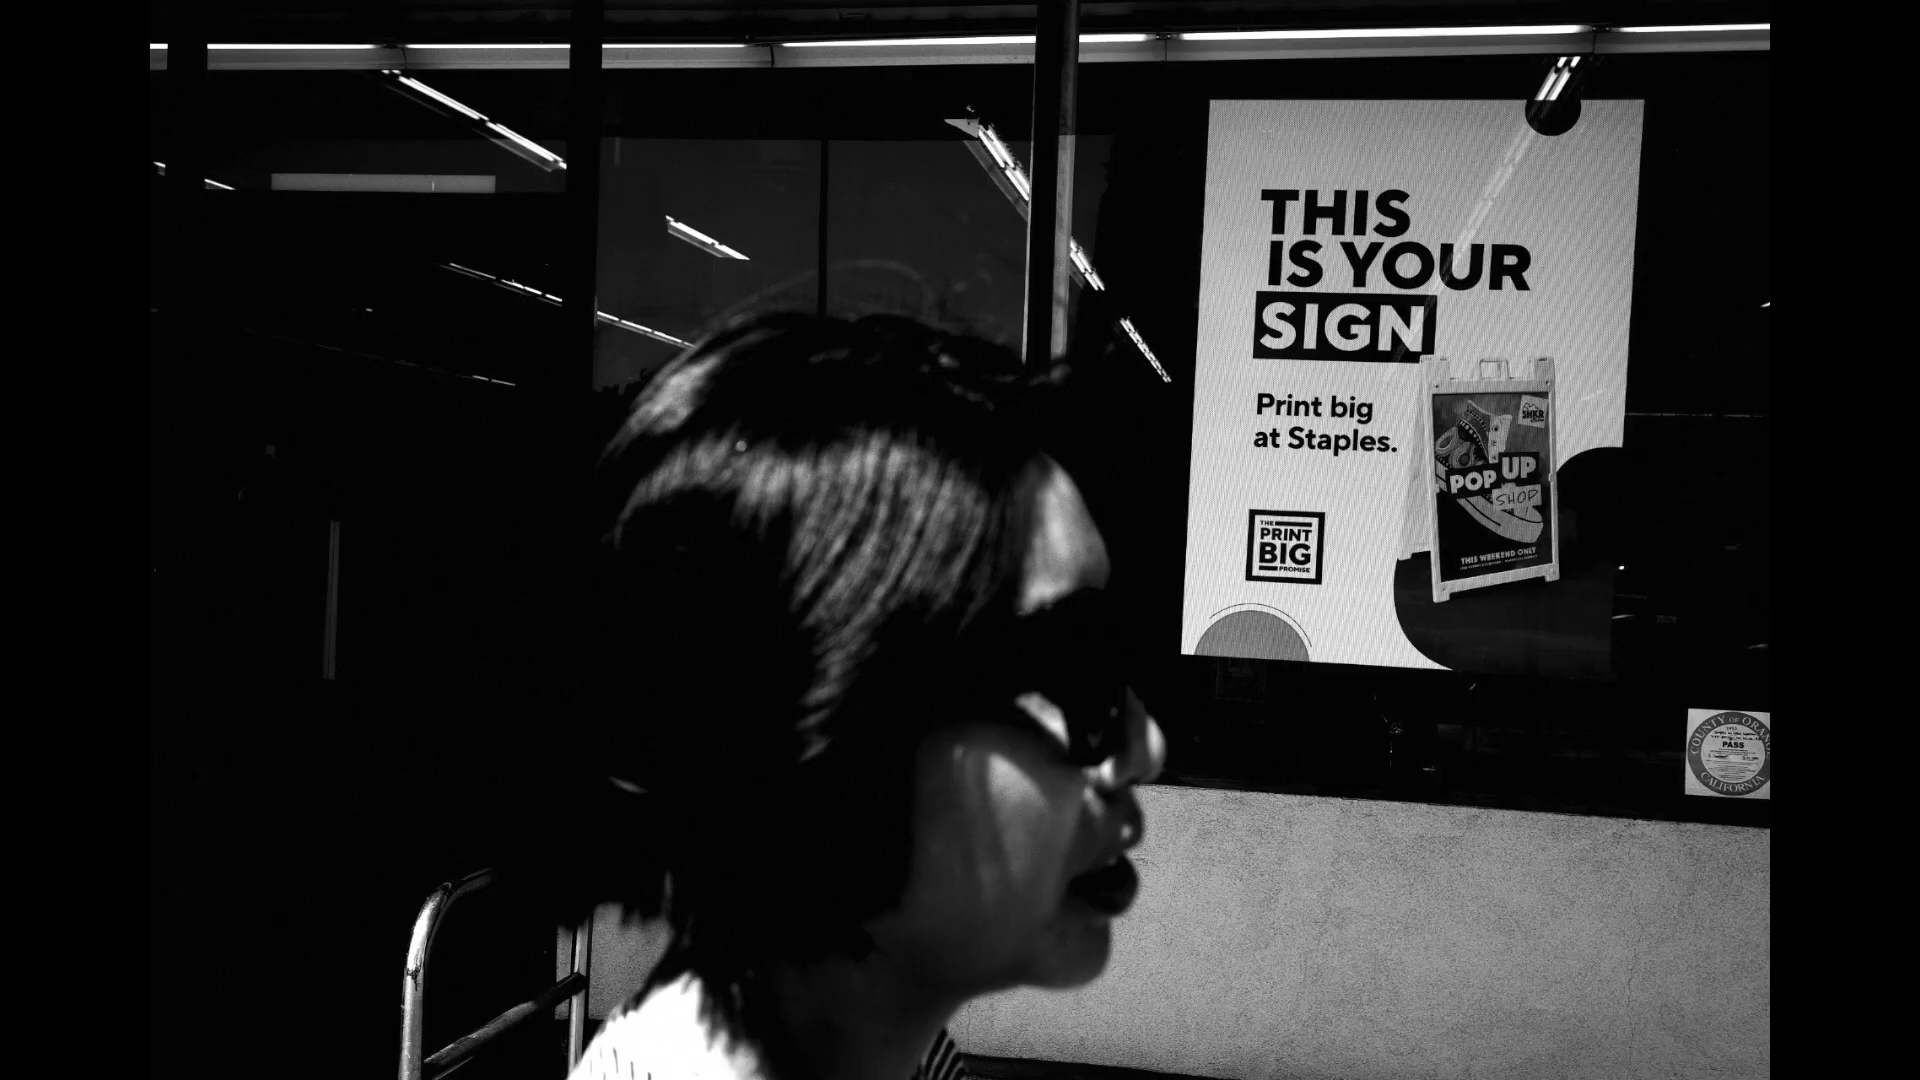 THIS
IS YOUR
SIGN
Print big
at Staples.
THE
PRINT
BIG
PROMISE
SHKR
POP UP
SHOP
THIS WEEKEND ONLY
COUNTY OF ORANGE
PASS
CALIFORNIA